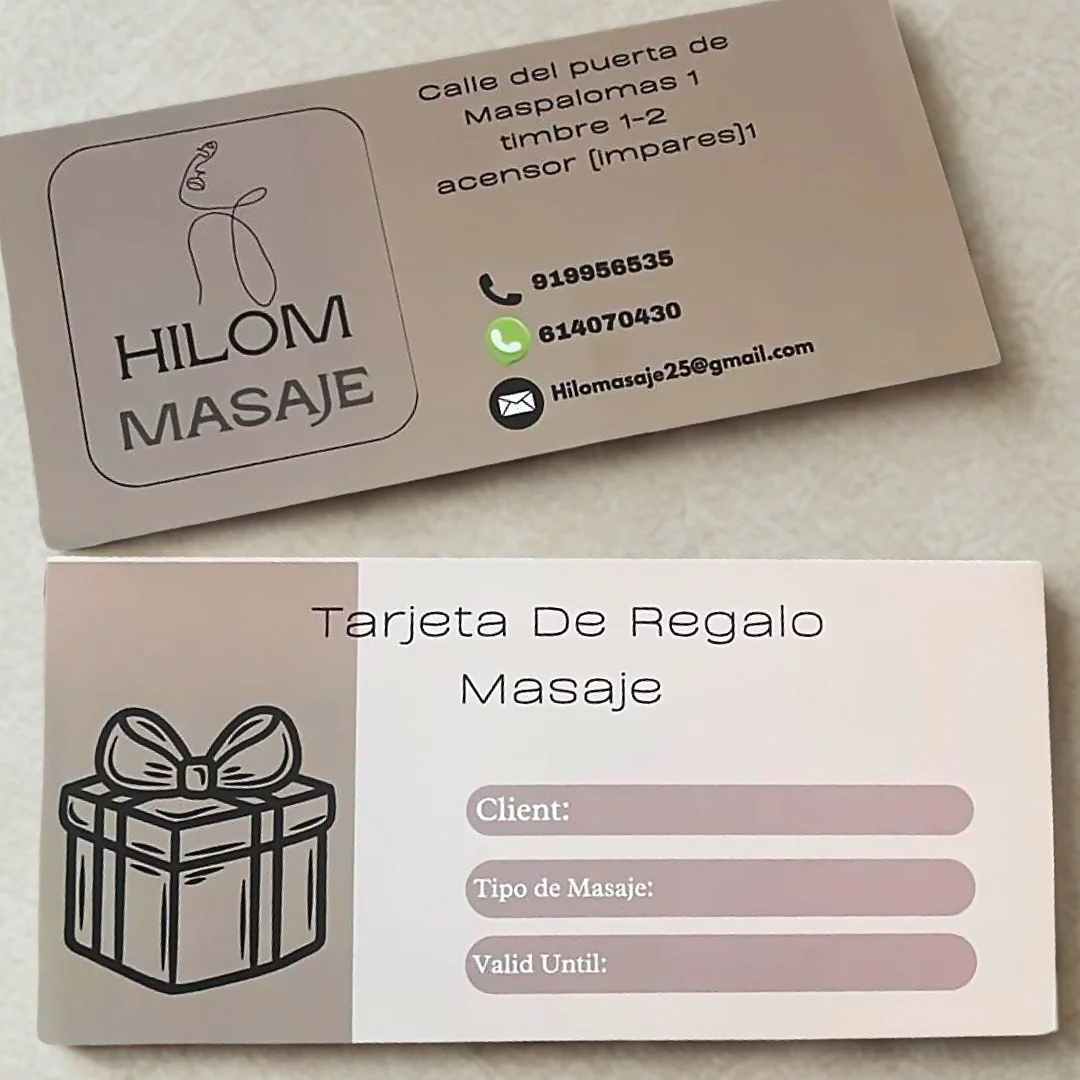 Calle del puerta de
Maspalomas 1
timbre 1-2
acensor (impares)1
HILOM
MASAJE
919956535
614070430
Hilomasaje25@gmail.com
Tarjeta De Regalo
Masaje
Client:
Tipo de Masaje:
Valid Until: